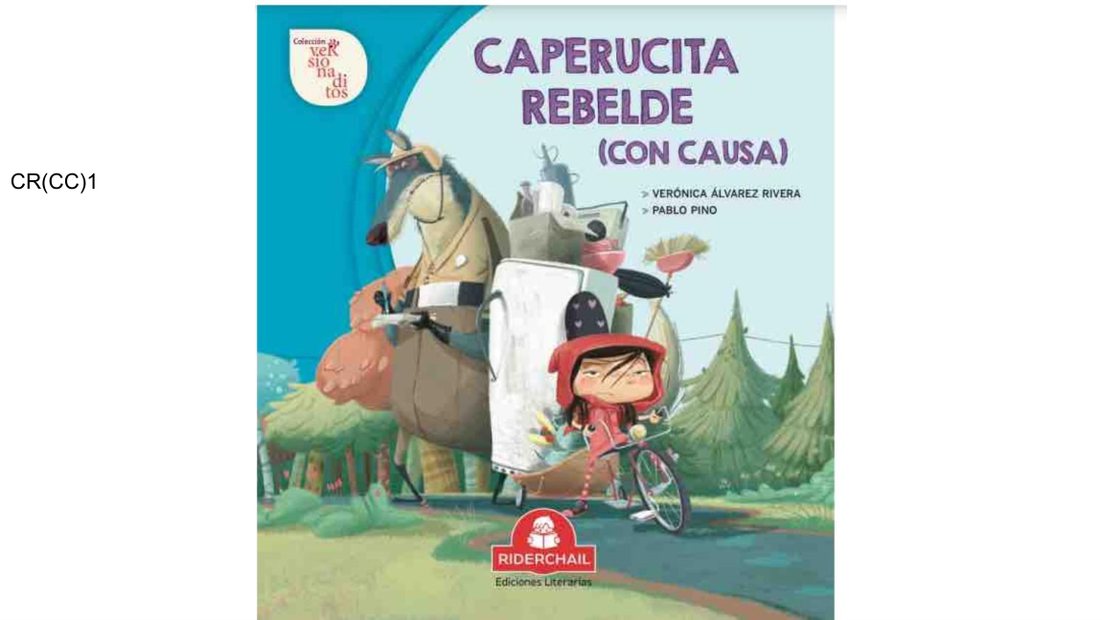 CR(CC)1
Colección
veR
sio
na
di
tos
CAPERUCITA
REBELDE
(CON CAUSA)
> VERÓNICA ÁLVAREZ RIVERA
> PABLO PINO
RIDERCHAIL
Ediciones Literarias